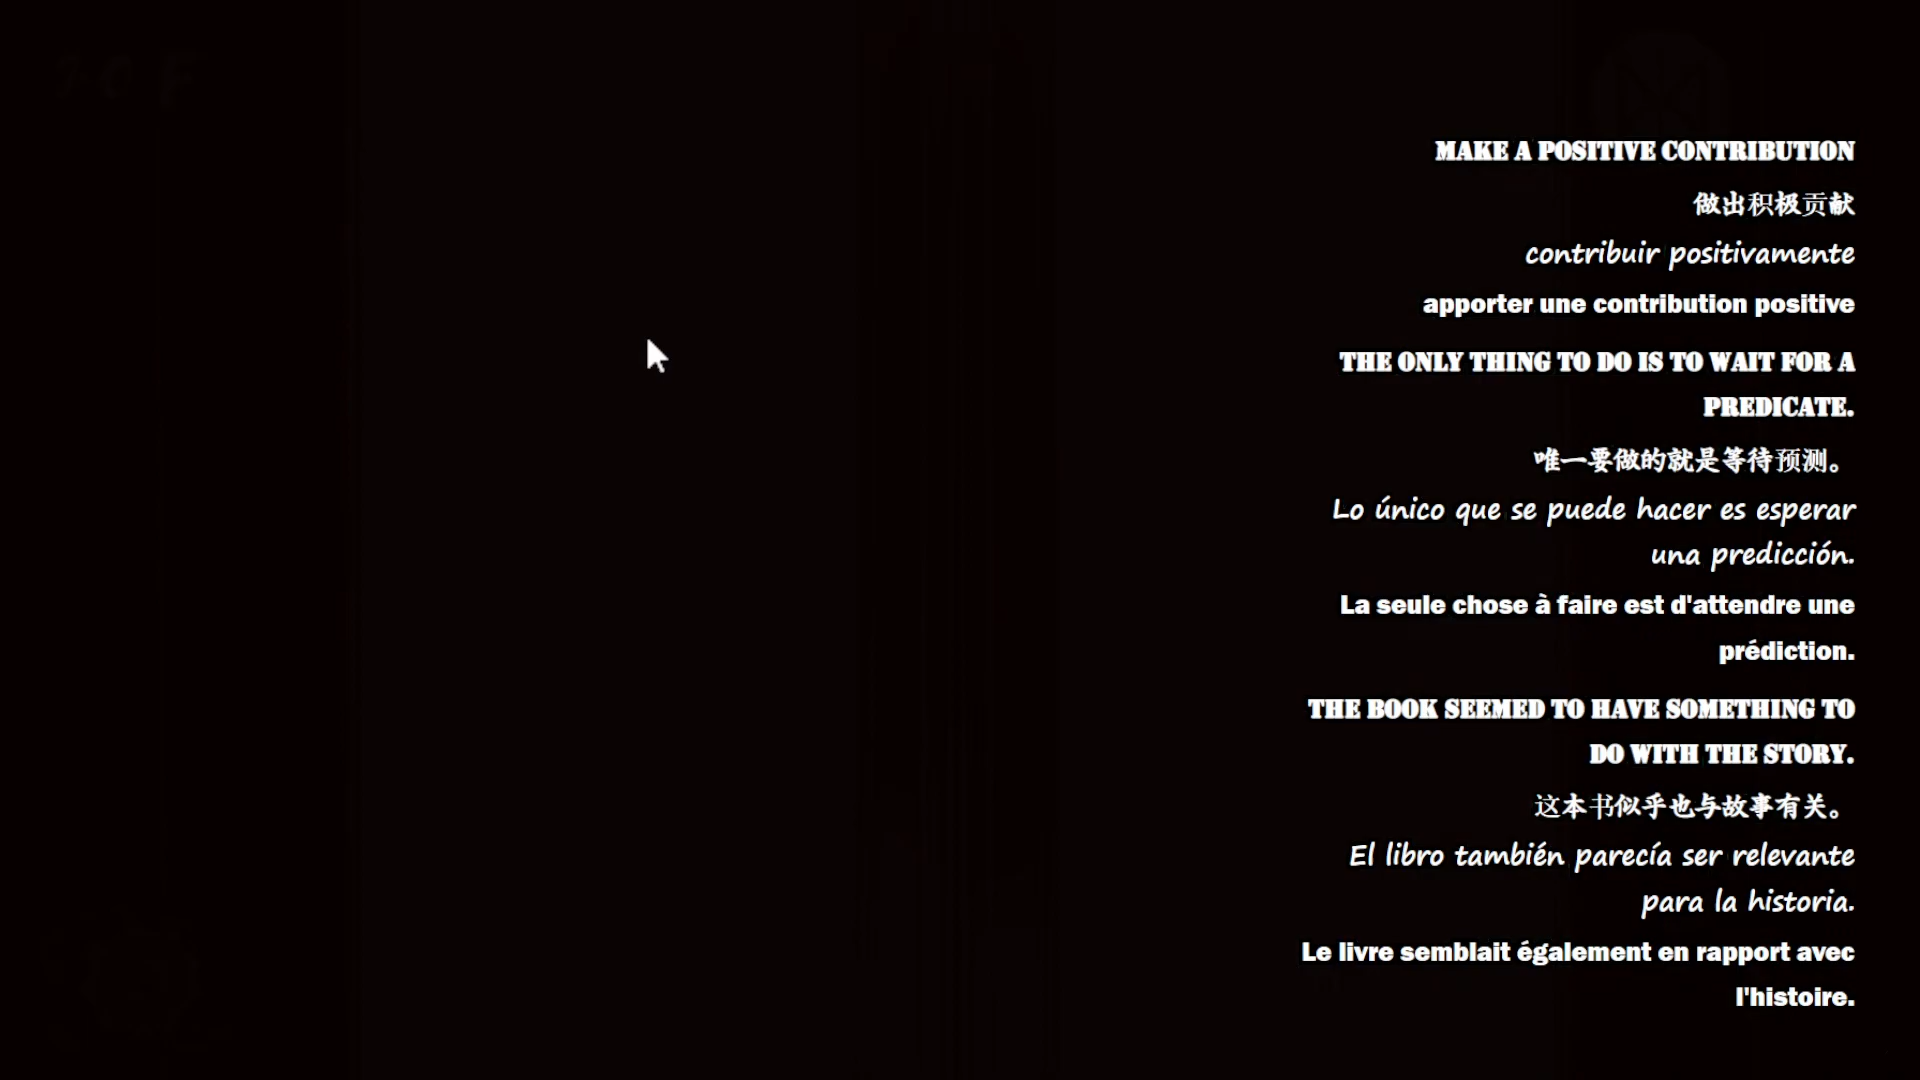 MAKE A POSITIVE CONTRIBUTION
做出积极贡献
contribuir positivamente
apporter une contribution positive
THE ONLY THING TO DO IS TO WAIT FOR A
PREDICATE.
唯一要做的就是等待预测。
Lo único que se puede hacer es esperar
una predicción.
La seule chose à faire est d'attendre une
prédiction.
THE BOOK SEEMED TO HAVE SOMETHING TO
DO WITH THE STORY.
这本书似乎也与故事有关。
El libro también parecía ser relevante
para la historia.
Le livre semblait également en rapport avec
l'histoire.